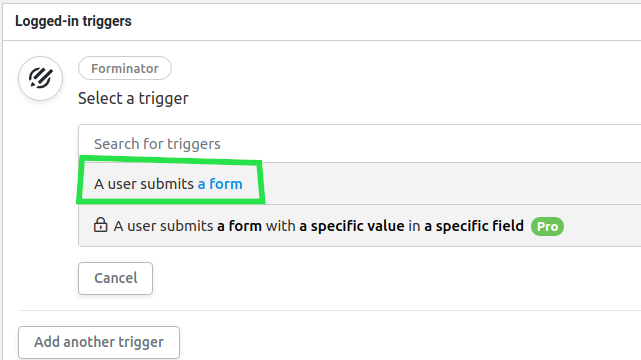 Logged-in triggers
Forminator
Select a trigger
Search for triggers
A user submits a form
A user submits a form with a specific value in a specific field Pro
Cancel
Add another trigger